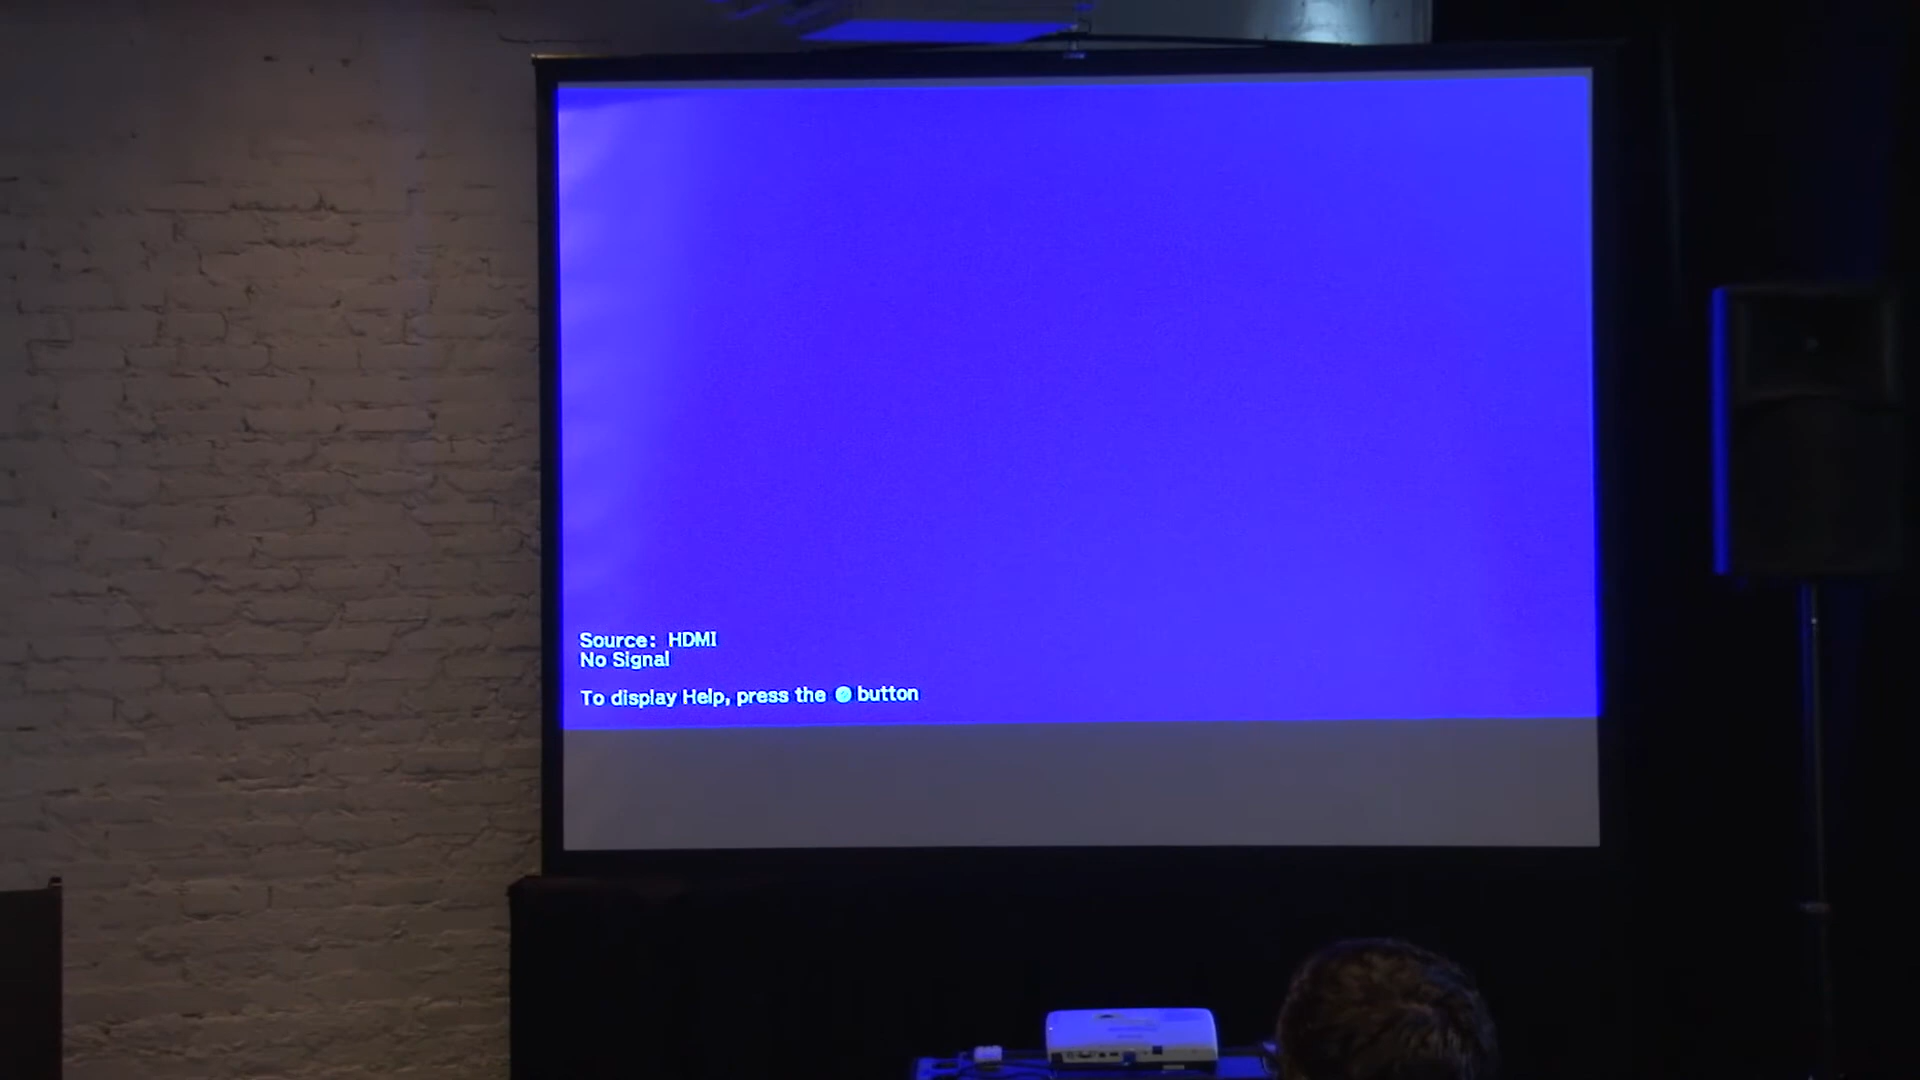 Source: HDMI
No Signal
To display Help, press the button